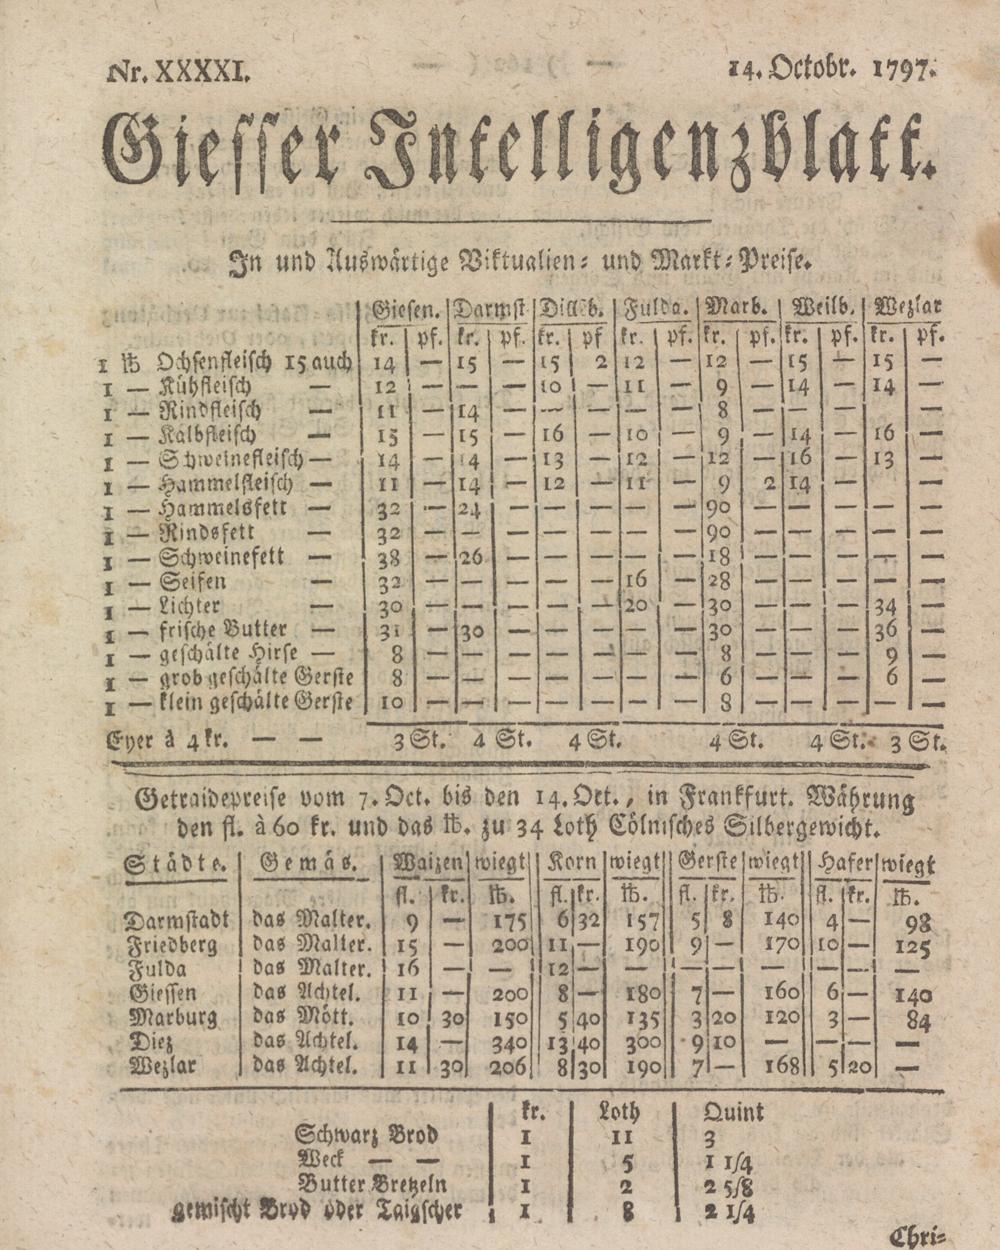 Nr. XXXXI. 14. Octobr. 1797.
Giesser Intelligenzblatt.
In und Auswärtige Viktualien- und Markt-Preise.
Giesen. Darmst Dillb. Fulda. Marb. Weilb. Wezlar
kr. pf. kr. pf. kr. pf kr. pf. kr. pf. kr. pf. kr. pf.
1 ℔ Ochsenfleisch 15 auch 14 — 15 — 15 2 12 — 12 — 15 — 15 —
1 — Kühfleisch — 12 — — — 10 — 11 — 9 — 14 — 14 —
1 — Rindfleisch — 11 — 14 — — — — — 8 — — — — —
1 — Kalbfleisch — 15 — 15 — 16 — 10 — 9 — 14 — 16 —
1 — Schweinefleisch — 14 — 14 — 13 — 12 — 12 — 16 — 13 —
1 — Hammelfleisch — 11 — 14 — 12 — 11 — 9 2 14 — — —
1 — Hammelsfett — 32 — 24 — — — — — 90 — — — — —
1 — Rindsfett — 32 — — — — — — — 90 — — — — —
1 — Schweinefett — 38 — 26 — — — — — 18 — — — — —
1 — Seifen — 32 — — — — — 16 — 28 — — — — —
1 — Lichter — 30 — — — — — 20 — 30 — — — 34 —
1 — frische Butter — 31 — 30 — — — — — 30 — — — 36 —
1 — geschälte Hirse — 8 — — — — — — — 8 — — — 9 —
1 — grob geschälte Gerste 8 — — — — — — — 6 — — — 6 —
1 — klein geschälte Gerste 10 — — — — — — — 8 — — — — —
Eyer à 4 kr. — — 3 St. 4 St. 4 St. 4 St. 4 St. 3 St.
Getraidepreise vom 7. Oct. bis den 14. Oct., in Frankfurt. Währung
den fl. à 60 kr. und das ℔. zu 34 Loth Cölnisches Silbergewicht.
Städte. Gemäs. Waizen wiegt Korn wiegt Gerste wiegt Hafer wiegt
fl. kr. ℔. fl. kr. ℔. fl. kr. ℔. fl. kr. ℔.
Darmstadt das Malter. 9 — 175 6 32 157 5 8 140 4 — 98
Friedberg das Malter. 15 — 200 11 — 190 9 — 170 10 — 125
Fulda das Malter. 16 — — 12 — — — — — — — —
Giessen das Achtel. 11 — 200 8 — 180 7 — 160 6 — 140
Marburg das Mött. 10 30 150 5 40 135 3 20 120 3 — 84
Diez das Achtel. 14 — 340 13 40 300 9 10 — — — —
Wezlar das Achtel. 11 30 206 8 30 190 7 — 168 5 20 —
kr. Loth Quint
Schwarz Brod 1 11 3
Weck — — 1 5 1 1/4
Butter Bretzeln 1 2 2 5/8
gemischt Brod oder Taigscher 1 8 2 1/4
Chri-